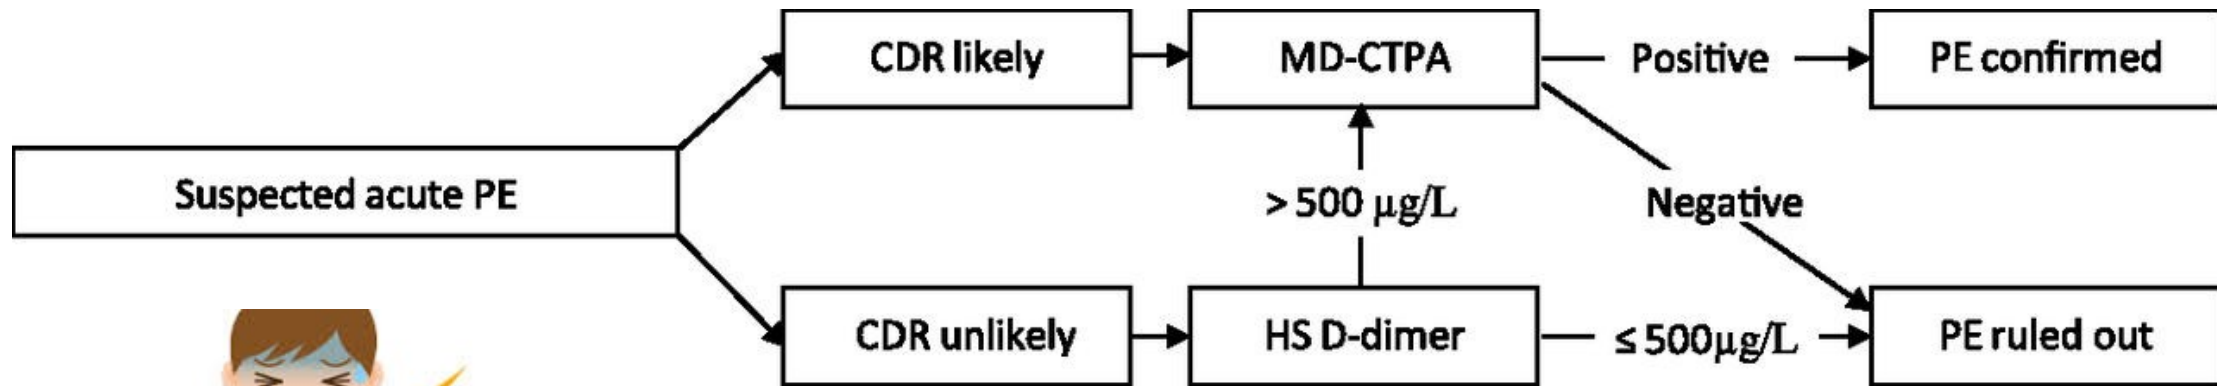 CDR likely
MD-CTPA
Positive
PE confirmed
Suspected acute PE
> 500 µg/L
Negative
CDR unlikely
HS D-dimer
≤ 500µg/L
PE ruled out